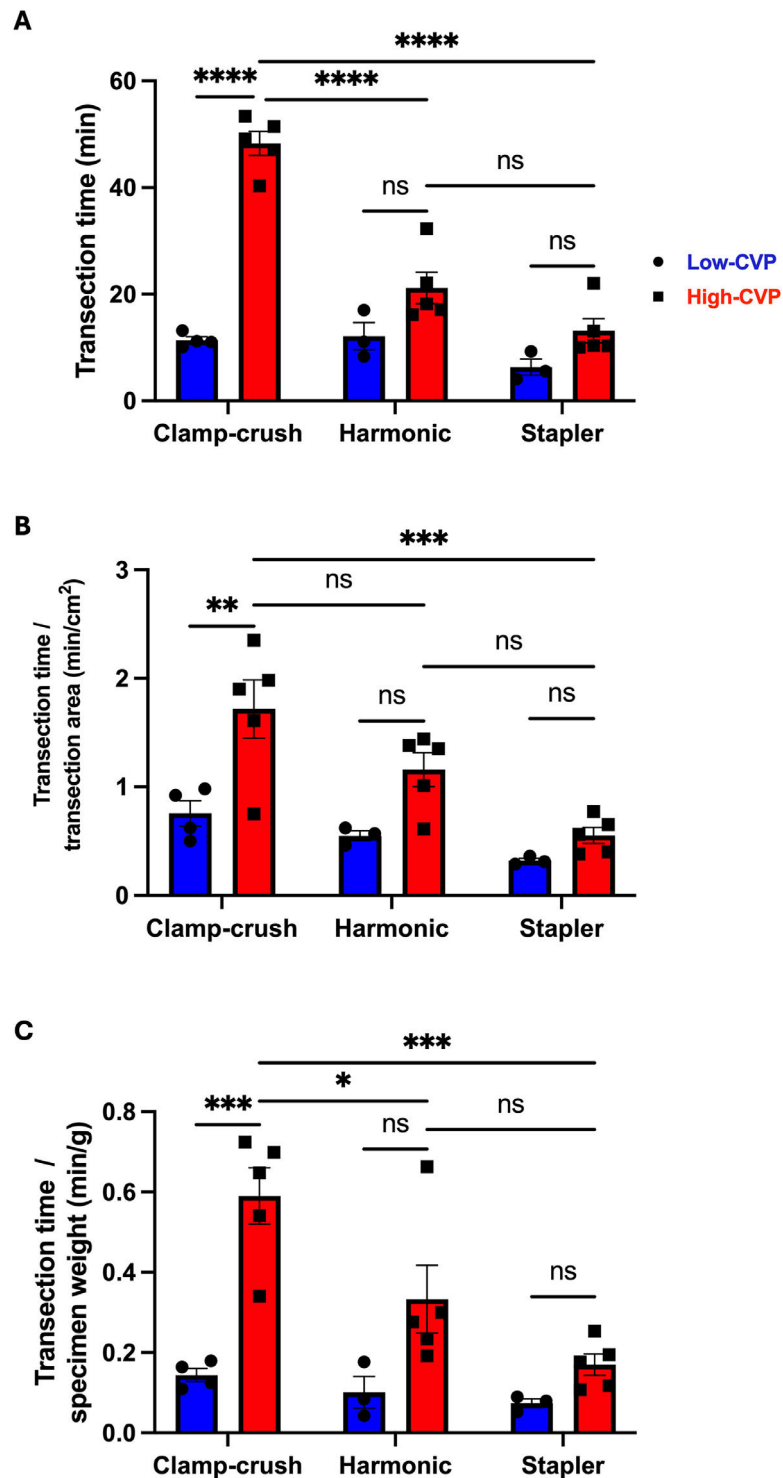 A
****
**** ****
ns
ns
ns
Transection time (min)
60
40
20
0
Clamp-crush Harmonic Stapler
Low-CVP
High-CVP
B
***
ns
**
ns
ns
ns
Transection time /
transection area (min/cm²)
3
2
1
0
Clamp-crush Harmonic Stapler
C
***
*
***
ns
ns
ns
Transection time /
specimen weight (min/g)
0.8
0.6
0.4
0.2
0.0
Clamp-crush Harmonic Stapler